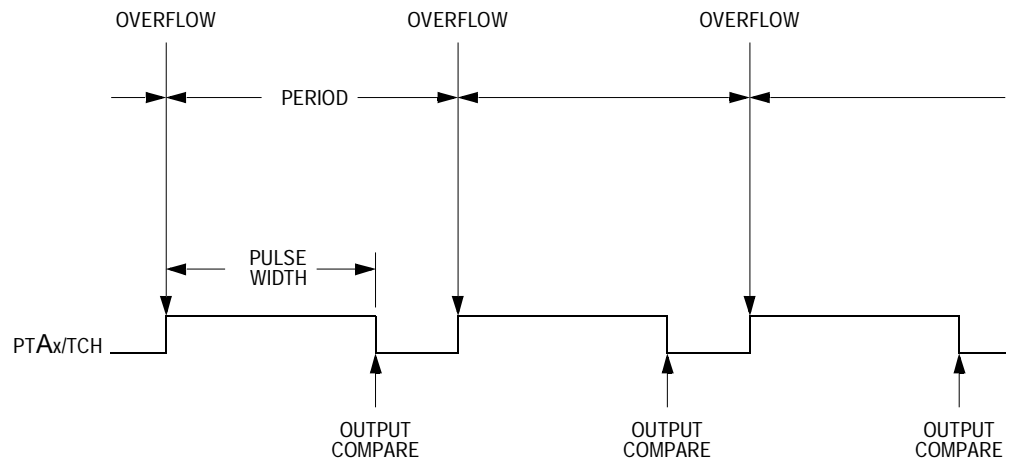 OVERFLOW OVERFLOW OVERFLOW
PERIOD
PULSE
WIDTH
PTAx/TCH
OUTPUT
COMPARE
OUTPUT
COMPARE
OUTPUT
COMPARE